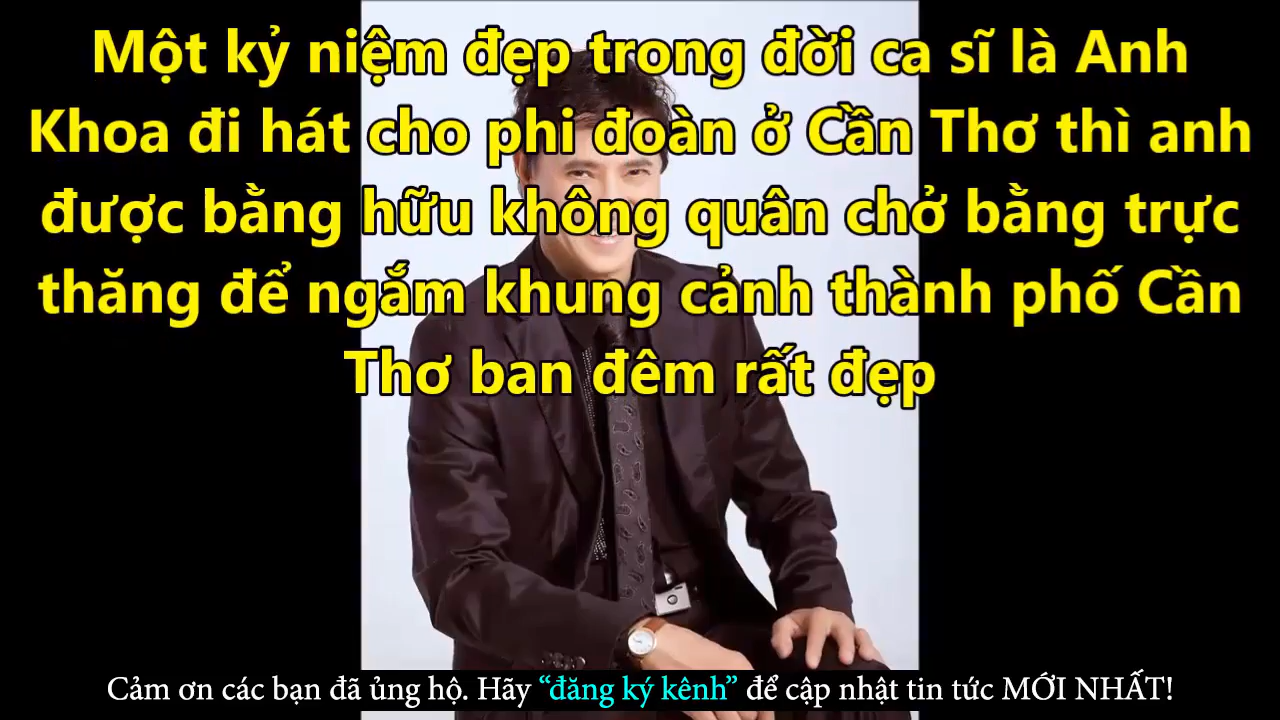 Một kỷ niệm đẹp trong đời ca sĩ là Anh
Khoa đi hát cho phi đoàn ở Cần Thơ thì anh
được bằng hữu không quân chở bằng trực
thăng để ngắm khung cảnh thành phố Cần
Thơ ban đêm rất đẹp
Cảm ơn các bạn đã ủng hộ. Hãy “đăng ký kênh” để cập nhật tin tức MỚI NHẤT!